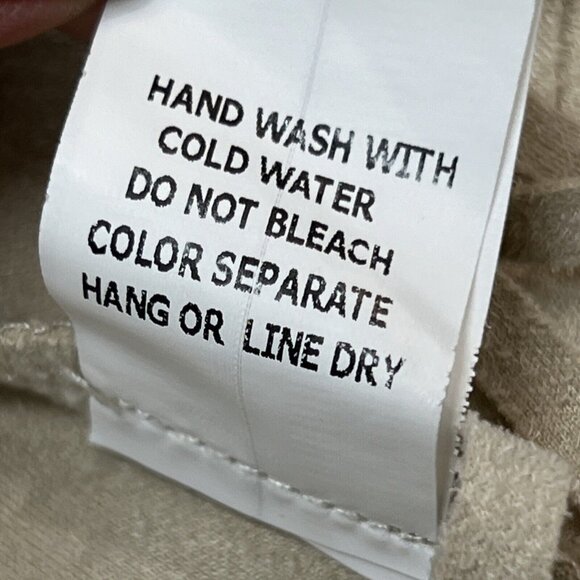 HAND WASH WITH
COLD WATER
DO NOT BLEACH
COLOR SEPARATE
HANG OR LINE DRY